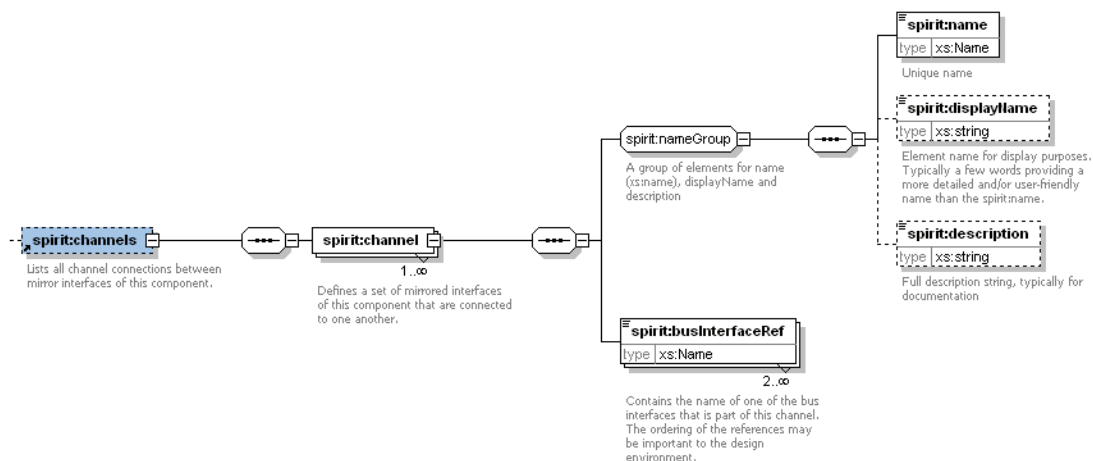 spirit:name
type xs:Name
Unique name
spirit:displayName
type xs:string
Element name for display purposes.
Typically a few words providing a
more detailed and/or user-friendly
name than the spirit:name.
spirit:nameGroup
A group of elements for name
(xs:name), displayName and
description
spirit:description
type xs:string
Full description string, typically for
documentation
spirit:channels
Lists all channel connections between
mirror interfaces of this component.
spirit:channel
1..∞
Defines a set of mirrored interfaces
of this component that are connected
to one another.
spirit:busInterfaceRef
type xs:Name
2..∞
Contains the name of one of the bus
interfaces that is part of this channel.
The ordering of the references may
be important to the design
environment.